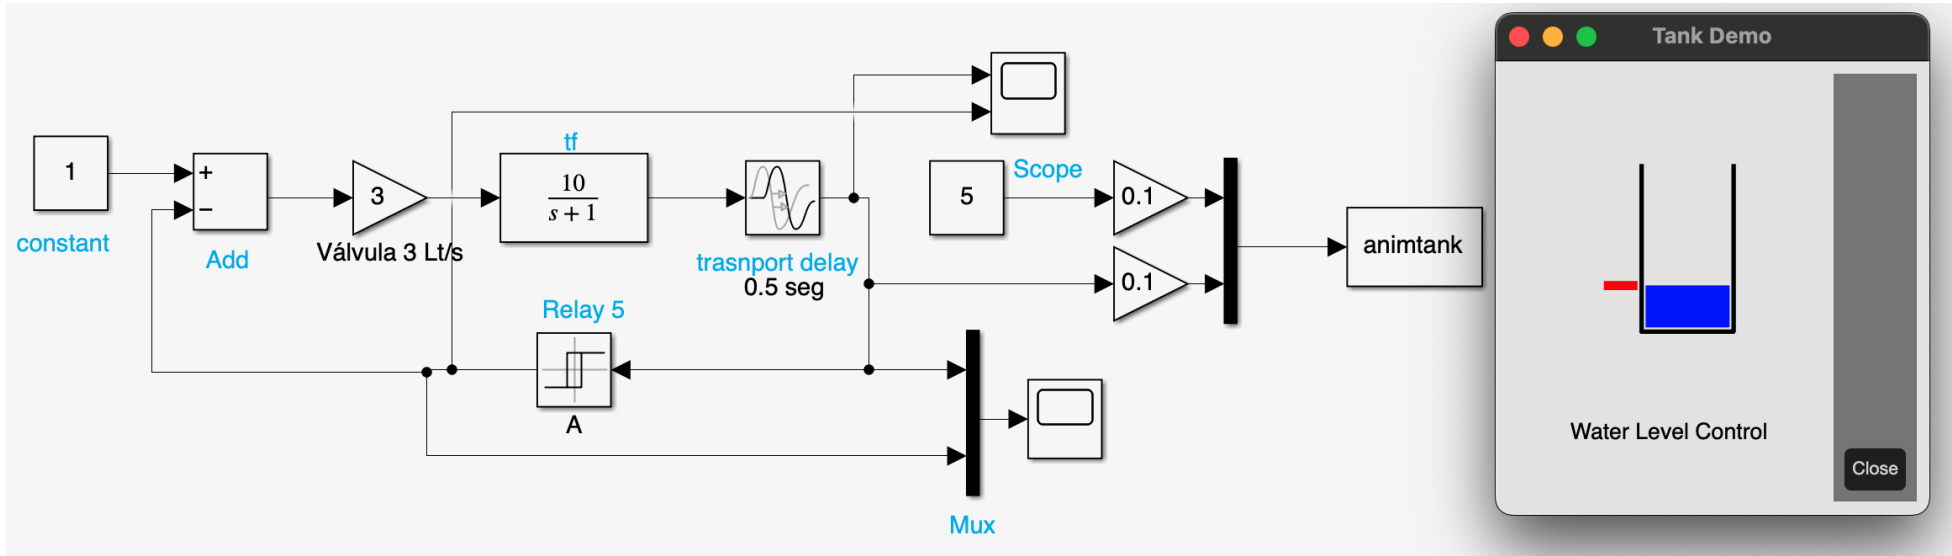 1
constant
+
−
Add
3
Válvula 3 Lt/s
tf
10
s + 1
trasnport delay
0.5 seg
Relay 5
A
Scope
5
0.1
0.1
animtank
Mux
Tank Demo
Water Level Control
Close